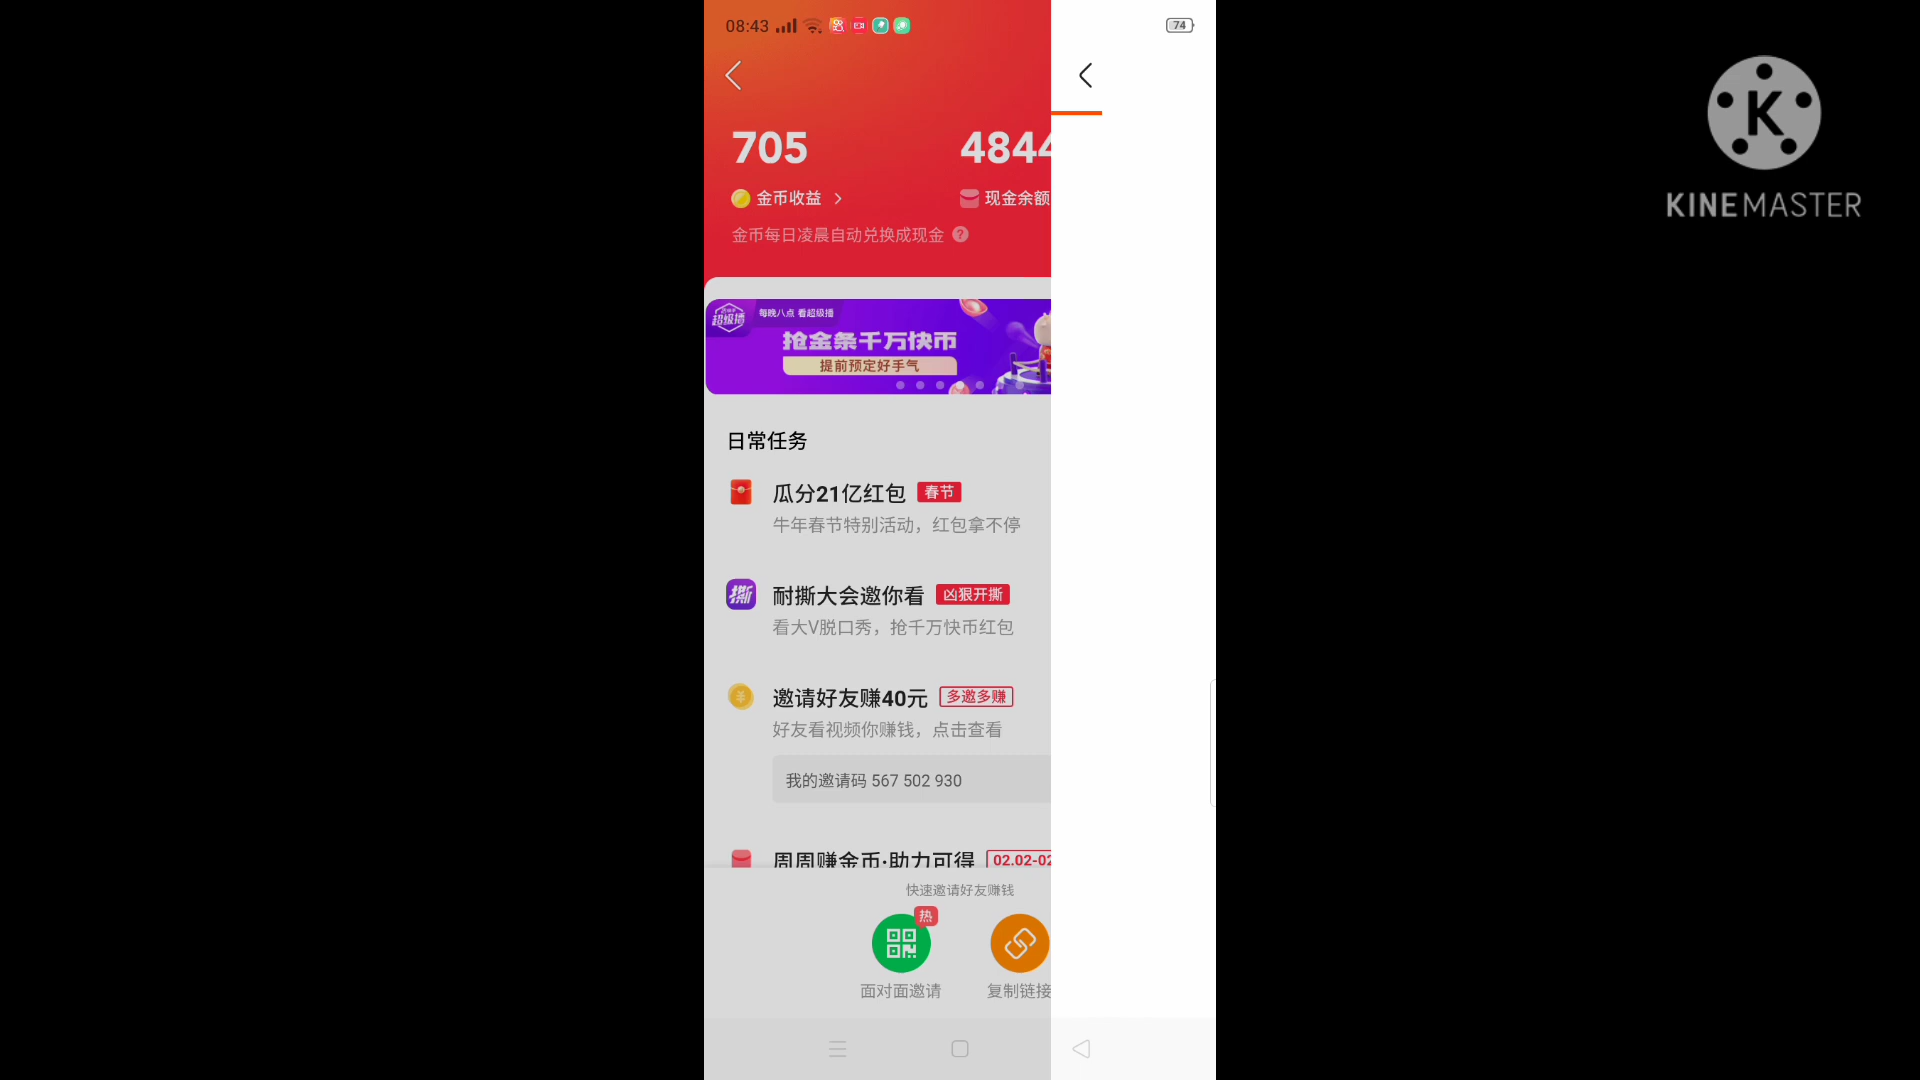 08:43
74
705
4844
金币收益
现金余额
金币每日凌晨自动兑换成现金
超级播
每晚八点 看超级播
抢金条千万快币
提前预定好手气
日常任务
瓜分21亿红包 春节
牛年春节特别活动，红包拿不停
撕
耐撕大会邀你看 凶狠开撕
看大V脱口秀，抢千万快币红包
邀请好友赚40元 多邀多赚
好友看视频你赚钱，点击查看
我的邀请码 567 502 930
周周赚金币·助力可得 02.02-02
快速邀请好友赚钱
热
面对面邀请
复制链接
K
KINEMASTER